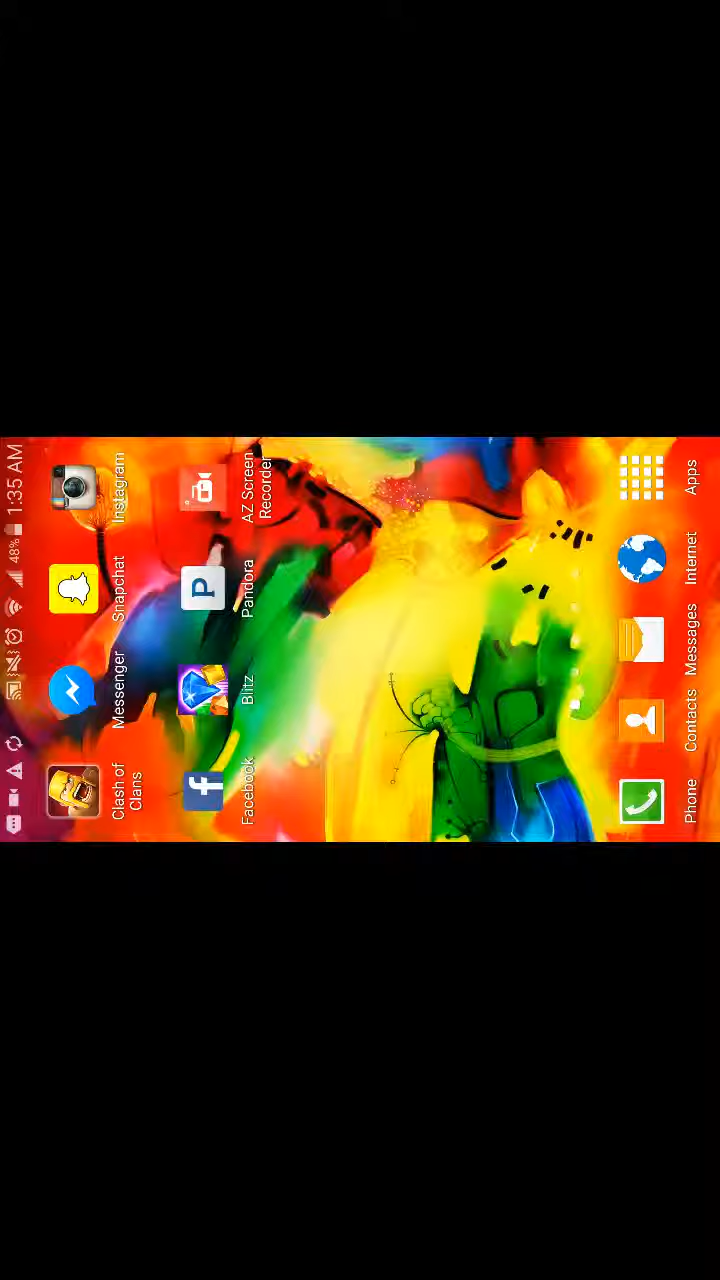 48% 1:35 AM
Clash of
Clans
Messenger
Snapchat
Instagram
Facebook
Blitz
Pandora
AZ Screen
Recorder
Phone
Contacts
Messages
Internet
Apps